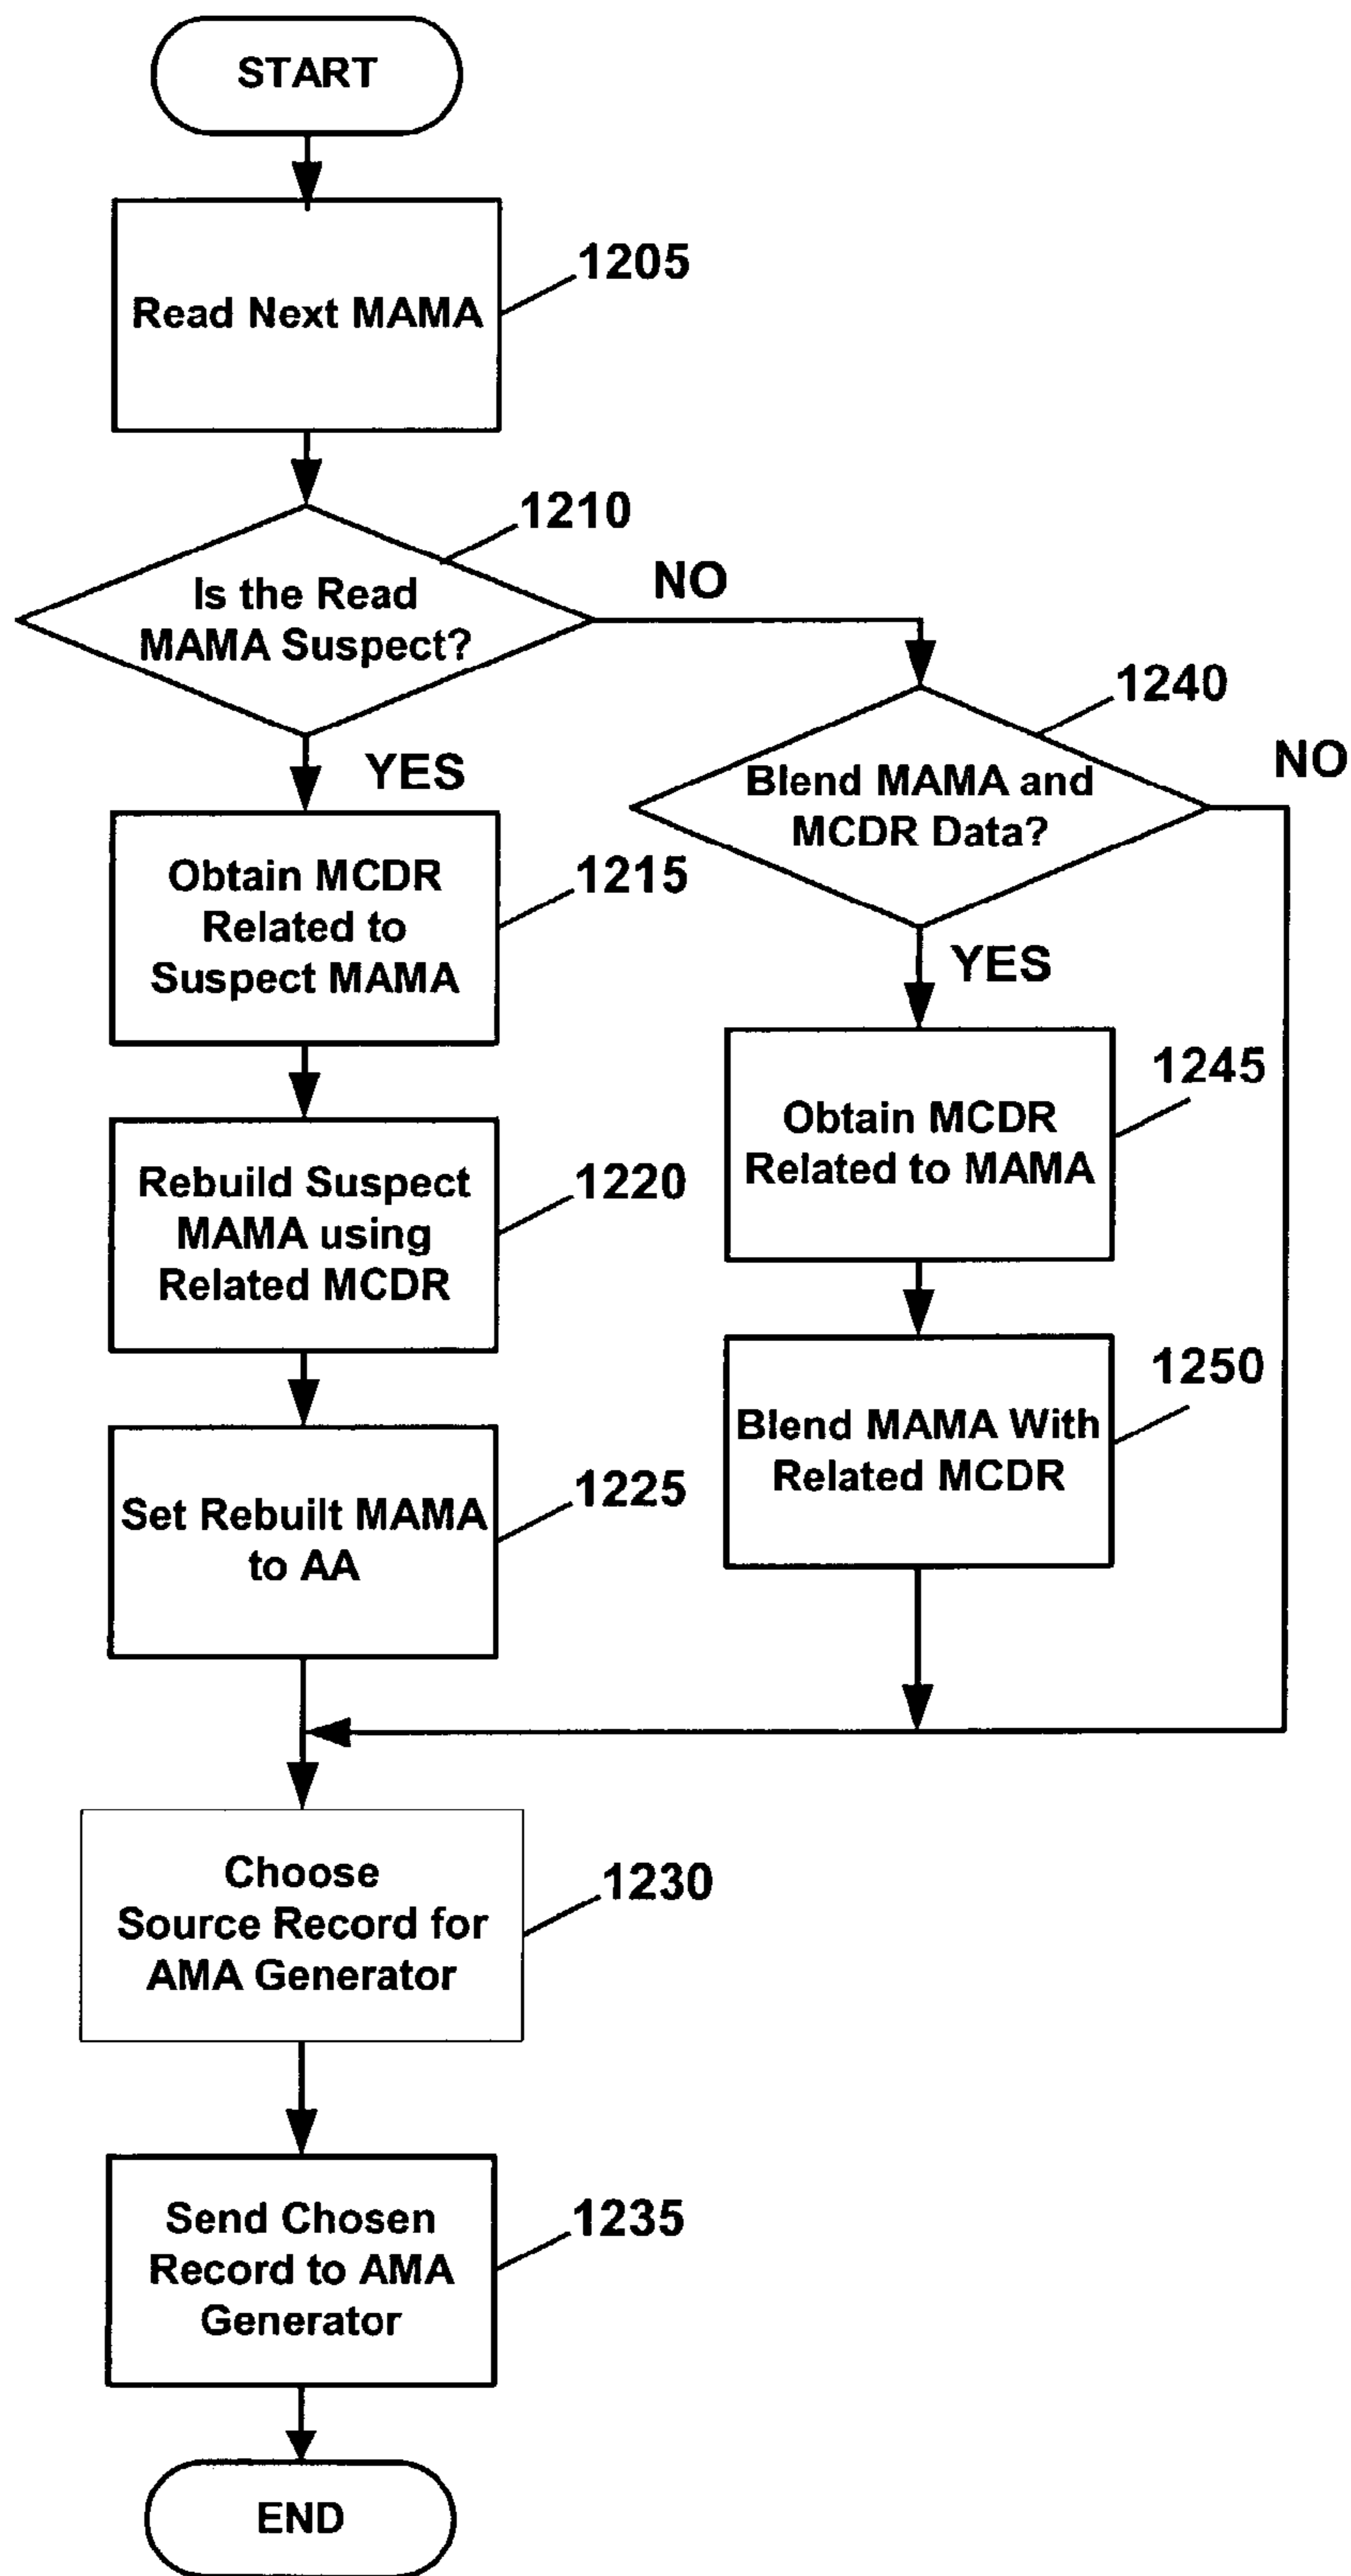 START
Read Next MAMA
1205
Is the Read
MAMA Suspect?
1210
NO
YES
Blend MAMA and
MCDR Data?
1240
NO
YES
Obtain MCDR
Related to
Suspect MAMA
1215
Obtain MCDR
Related to MAMA
1245
Rebuild Suspect
MAMA using
Related MCDR
1220
Blend MAMA With
Related MCDR
1250
Set Rebuilt MAMA
to AA
1225
Choose
Source Record for
AMA Generator
1230
Send Chosen
Record to AMA
Generator
1235
END